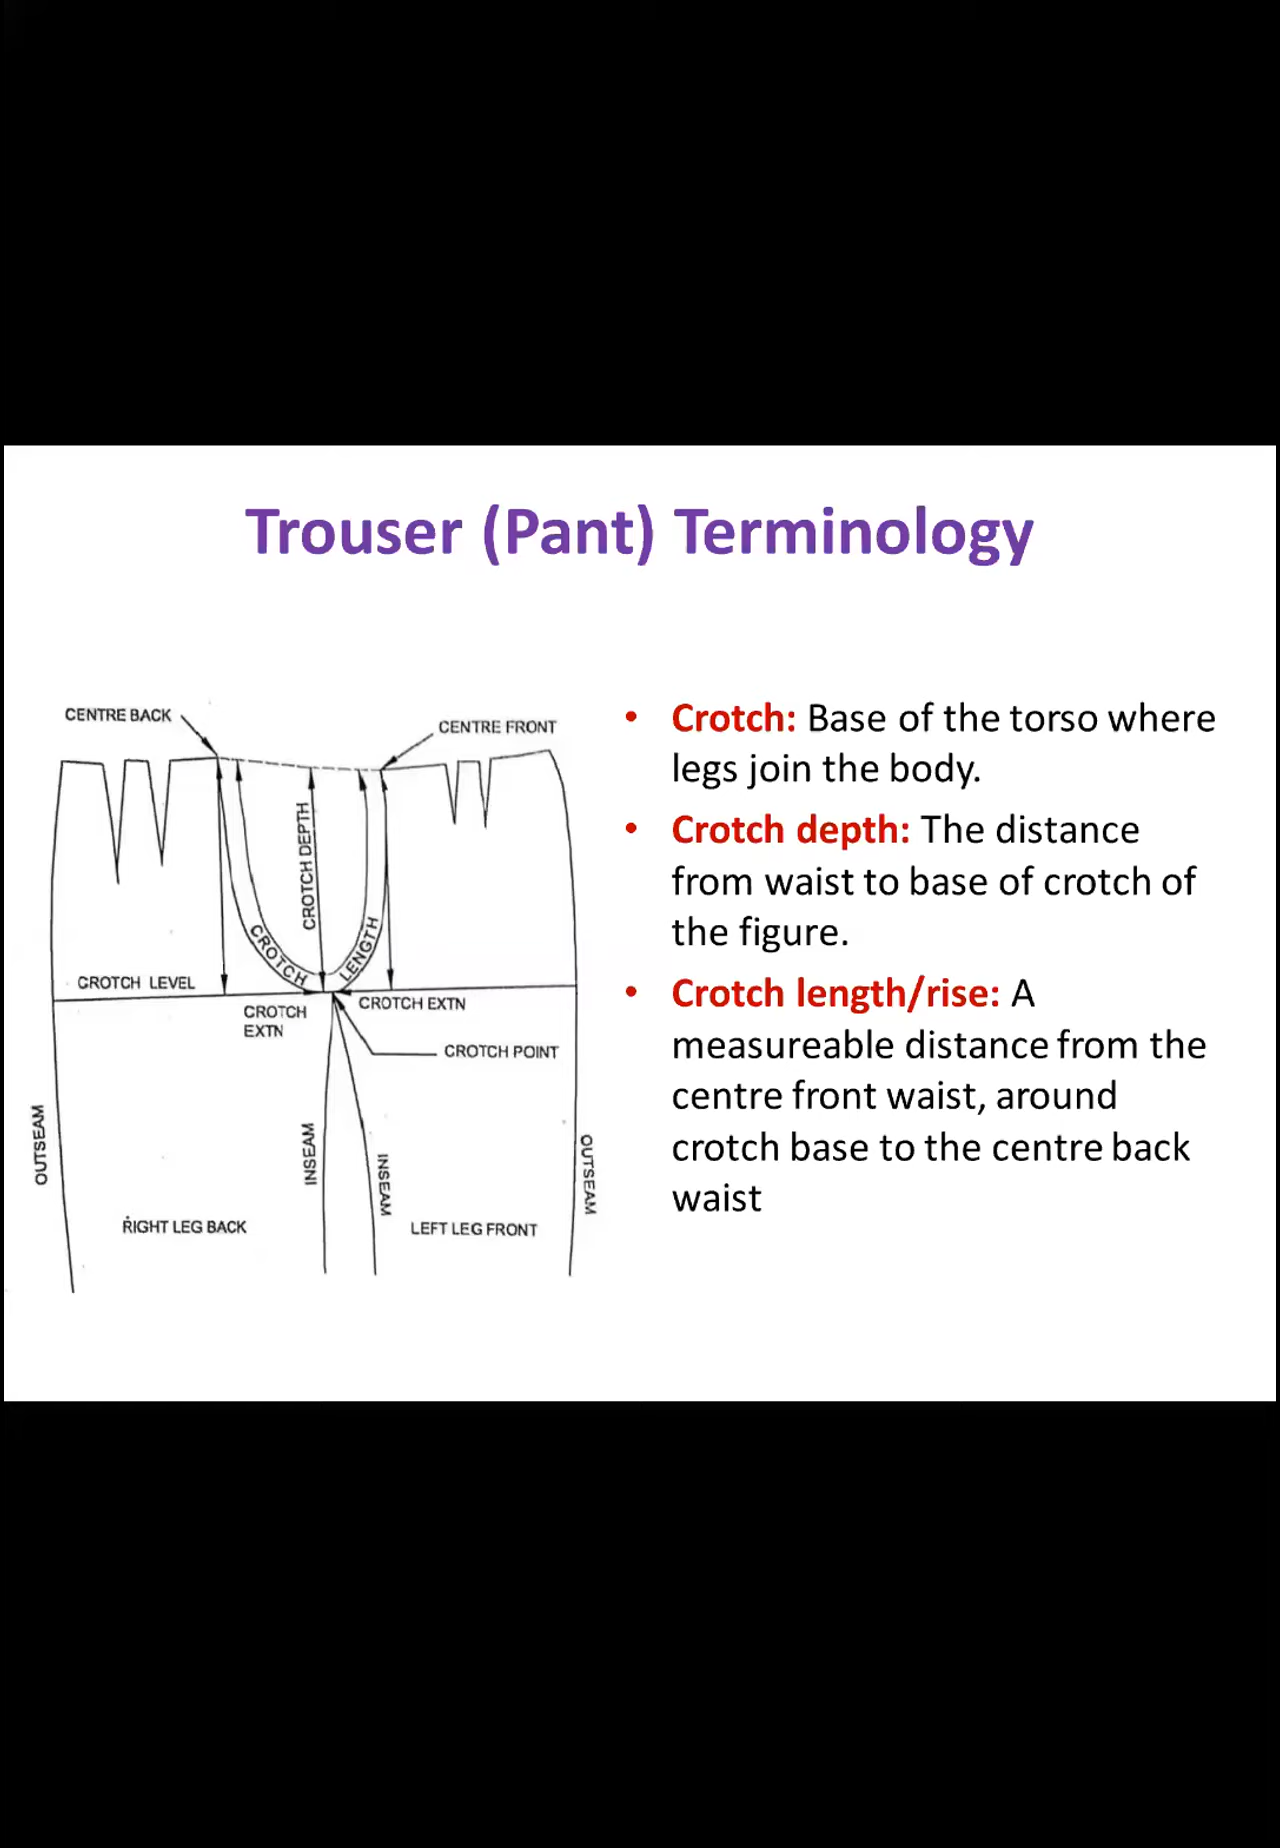 Trouser (Pant) Terminology
CENTRE BACK
CENTRE FRONT
CROTCH DEPTH
CROTCH LENGTH
CROTCH LEVEL
CROTCH
EXTN
CROTCH EXTN
CROTCH POINT
OUTSEAM
INSEAM
INSEAM
OUTSEAM
RIGHT LEG BACK
LEFT LEG FRONT
• Crotch: Base of the torso where
legs join the body.
• Crotch depth: The distance
from waist to base of crotch of
the figure.
• Crotch length/rise: A
measureable distance from the
centre front waist, around
crotch base to the centre back
waist